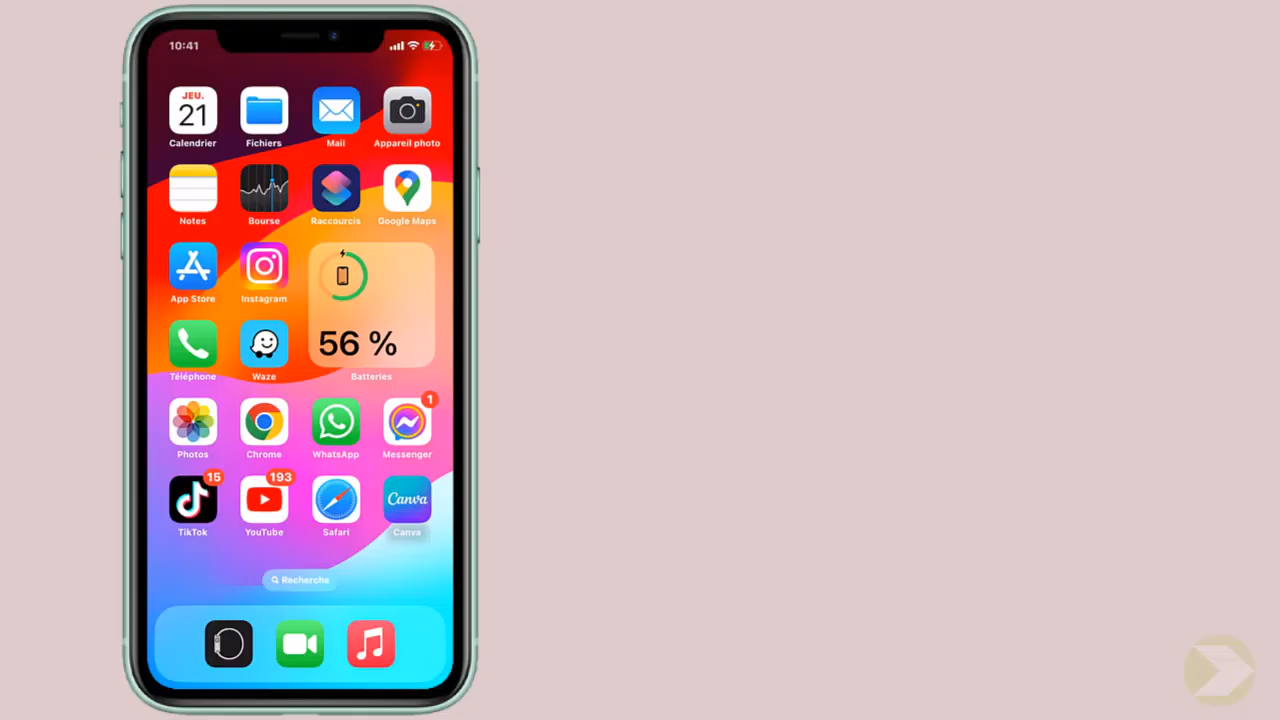 10:41
JEU.
21
Calendrier
Fichiers
Mail
Appareil photo
Notes
Bourse
Raccourcis
Google Maps
App Store
Instagram
56 %
Téléphone
Waze
Batteries
1
Photos
Chrome
WhatsApp
Messenger
15
193
Canva
TikTok
YouTube
Safari
Canva
Recherche